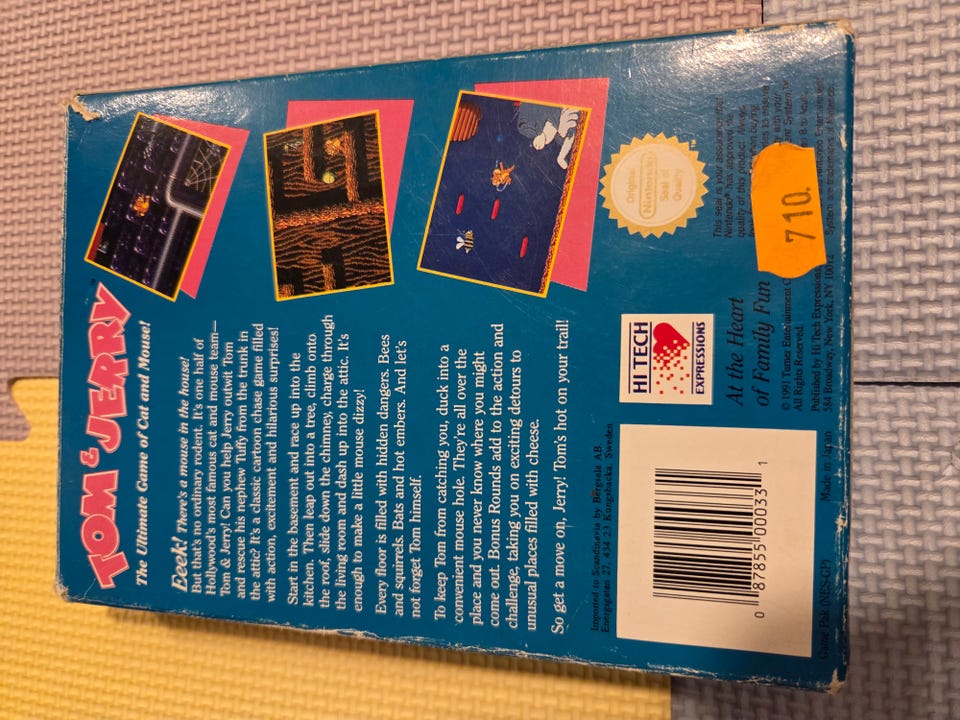 TOM & JERRY
The Ultimate Game of Cat and Mouse!
Eeek! There's a mouse in the house!
But that's no ordinary rodent. It's one half of
Hollywood's most famous cat and mouse team—
Tom & Jerry! Can you help Jerry outwit Tom
and rescue his nephew Tuffy from the trunk in
the attic? It's a classic cartoon chase game filled
with action, excitement and hilarious surprises!
Start in the basement and race up into the
kitchen. Then leap out into a tree, climb onto
the roof, slide down the chimney, charge through
the living room and dash up into the attic. It's
enough to make a little mouse dizzy!
Every floor is filled with hidden dangers. Bees
and squirrels. Bats and hot embers. And let's
not forget Tom himself.
To keep Tom from catching you, duck into a
convenient mouse hole. They're all over the
place and you never know where you might
come out. Bonus Rounds add to the action and
challenge, taking you on exciting detours to
unusual places filled with cheese.
So get a move on, Jerry! Tom's hot on your trail!
Imported to Scandinavia by Bergsala AB,
Energigatan 27, 434 23 Kungsbacka, Sweden
0 87855 00033 1
Game Pak (NES-GP)
Made in Japan
HI TECH
EXPRESSIONS
At the Heart
of Family Fun
© 1991 Turner Entertainment C
All Rights Reserved.
Published by Hi Tech Expressions,
584 Broadway, New York, NY 10012
Original
Nintendo
Seal of
Quality
TM
This seal is your assurance that
Nintendo has approved the
quality of this product. Always
710.